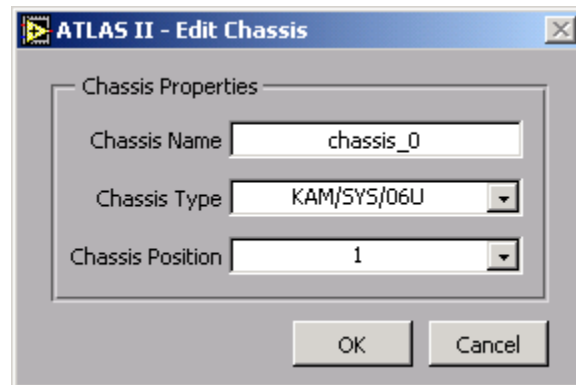 ATLAS II - Edit Chassis
Chassis Properties
Chassis Name chassis_0
Chassis Type KAM/SYS/06U
Chassis Position 1
OK Cancel